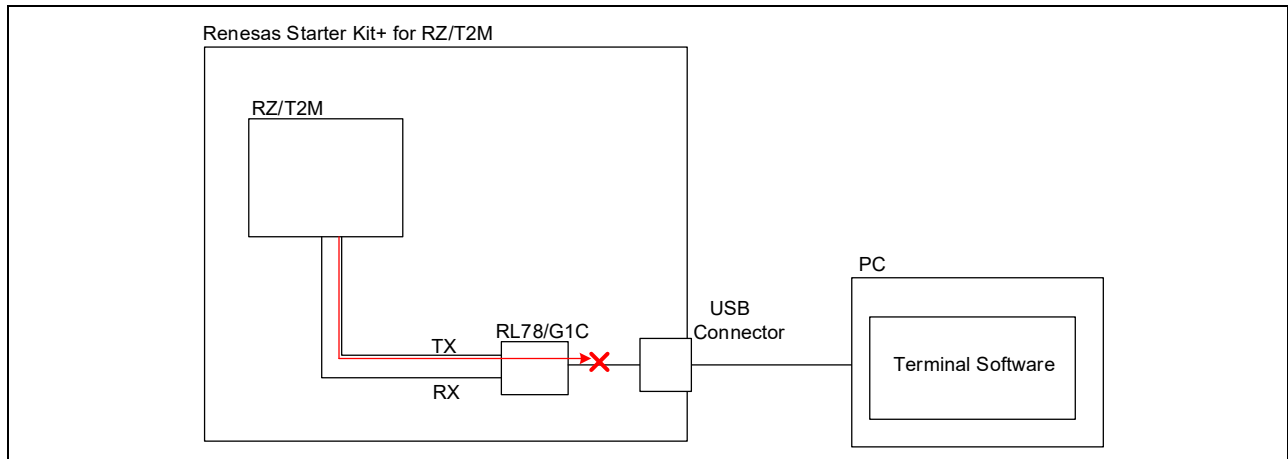 Renesas Starter Kit+ for RZ/T2M
RZ/T2M
PC
USB
Connector
RL78/G1C
TX
Terminal Software
RX